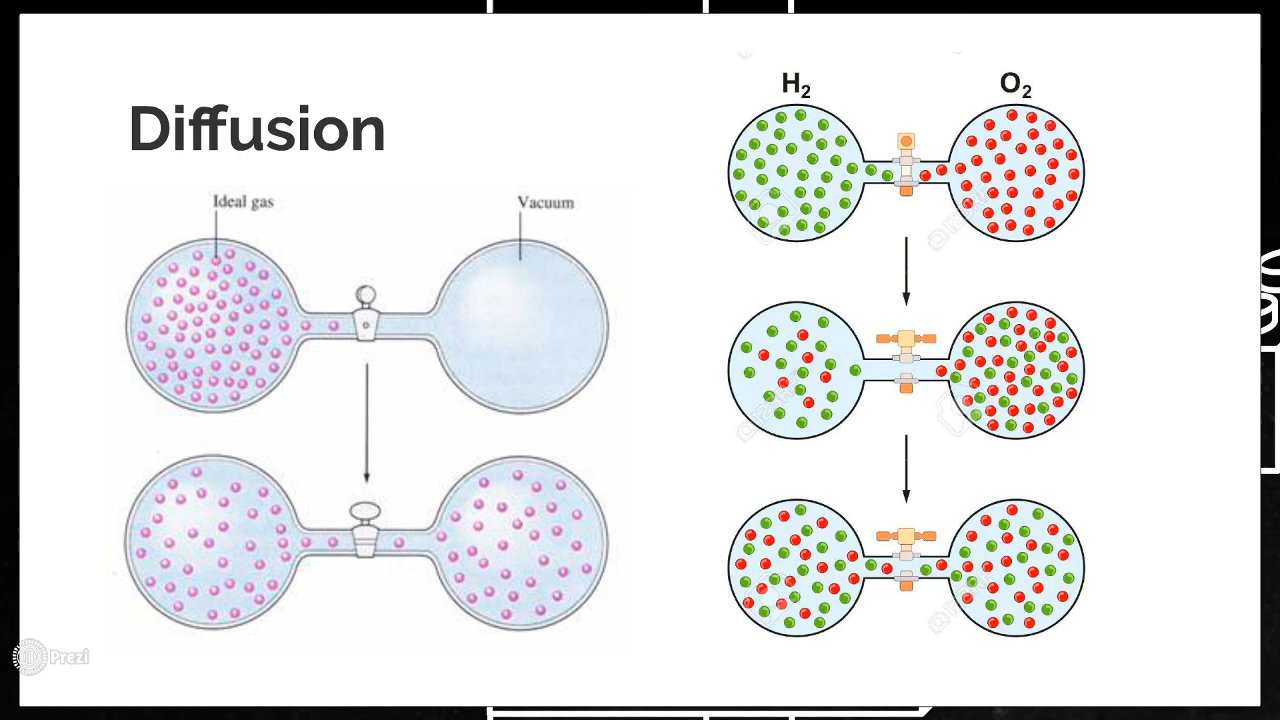 Diffusion
Ideal gas
Vacuum
H₂
O₂
Prezi